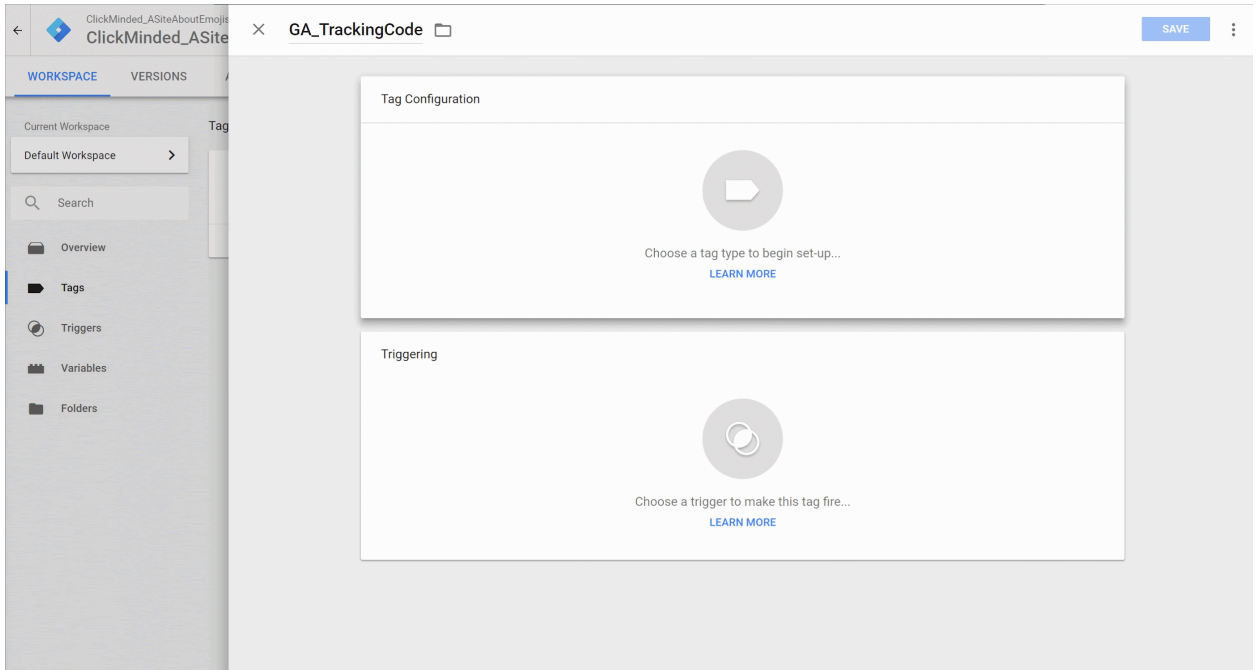 ClickMinded_ASiteAboutEmojis
ClickMinded_ASite
GA_TrackingCode
SAVE
WORKSPACE VERSIONS
Current Workspace
Default Workspace
Search
Overview
Tags
Triggers
Variables
Folders
Tag
Tag Configuration
Choose a tag type to begin set-up...
LEARN MORE
Triggering
Choose a trigger to make this tag fire...
LEARN MORE